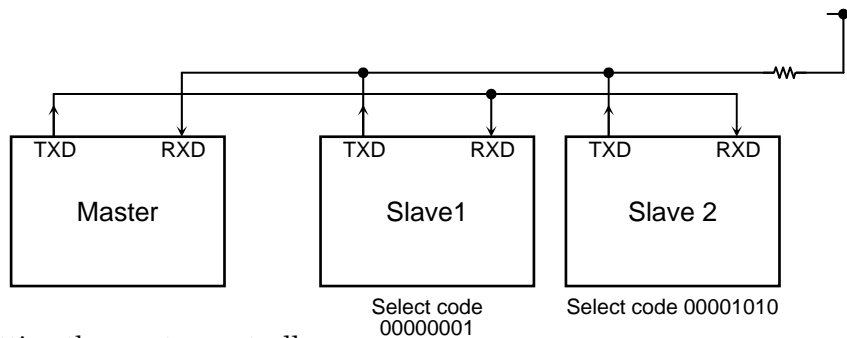 TXD RXD TXD RXD TXD RXD
Master Slave1 Slave 2
Select code Select code 00001010
00000001